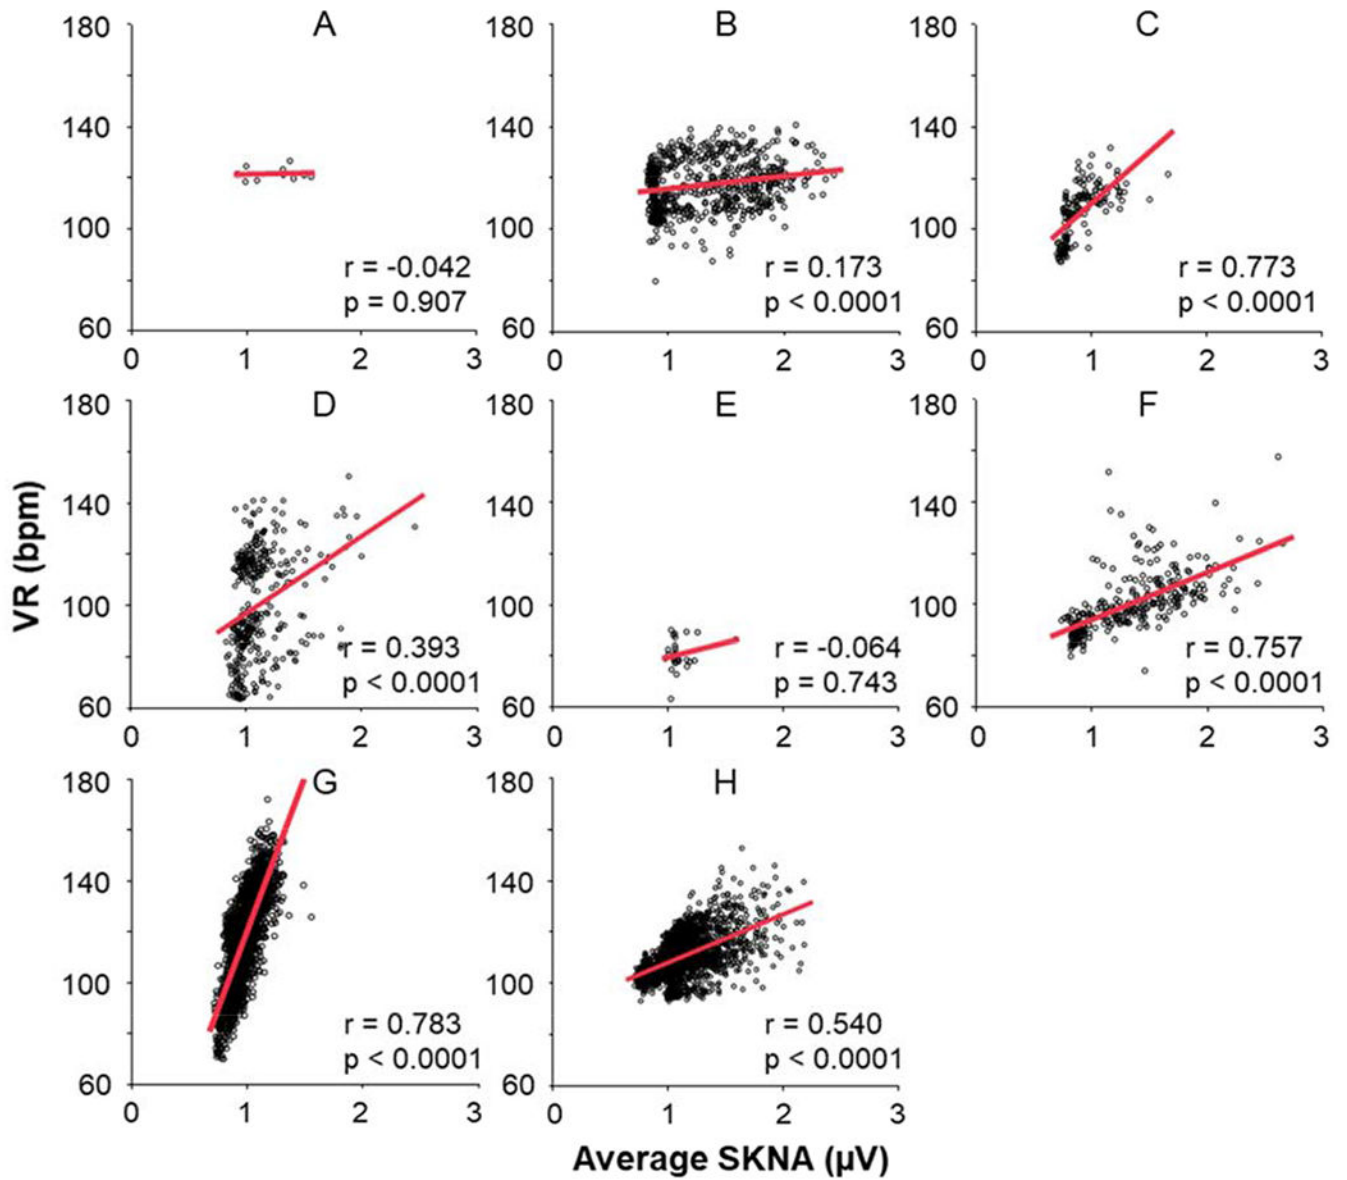 A
180
140
100
60
0 1 2 3
r = -0.042
p = 0.907
B
180
140
100
60
0 1 2 3
r = 0.173
p < 0.0001
C
180
140
100
60
0 1 2 3
r = 0.773
p < 0.0001
D
180
140
100
60
0 1 2 3
r = 0.393
p < 0.0001
E
180
140
100
60
0 1 2 3
r = -0.064
p = 0.743
F
180
140
100
60
0 1 2 3
r = 0.757
p < 0.0001
G
180
140
100
60
0 1 2 3
r = 0.783
p < 0.0001
H
180
140
100
60
0 1 2 3
r = 0.540
p < 0.0001
VR (bpm)
Average SKNA (μV)